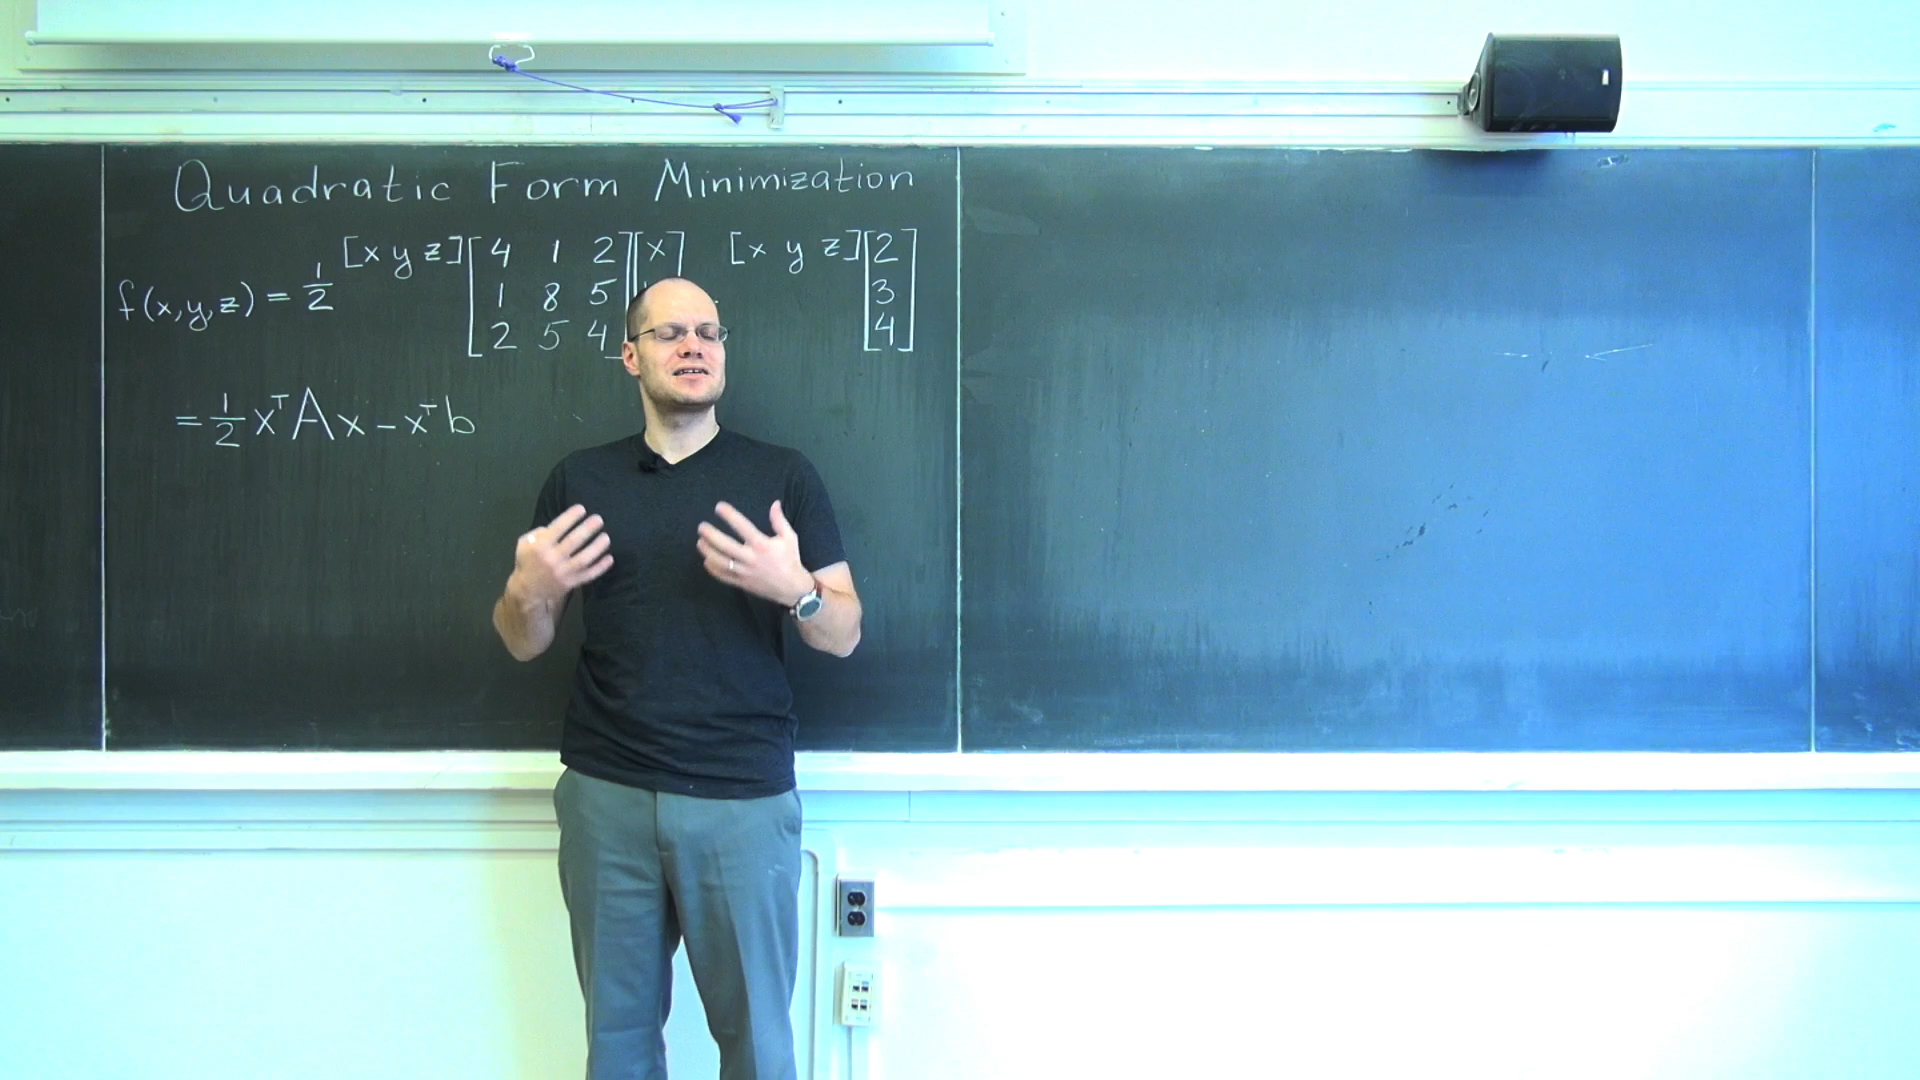 Quadratic Form Minimization
f(x,y,z) = 1/2 [x y z] [4 1 2] [x] [x y z] [2]
[1 8 5] [3]
[2 5 4] [4]
= 1/2 xᵀAx − xᵀb